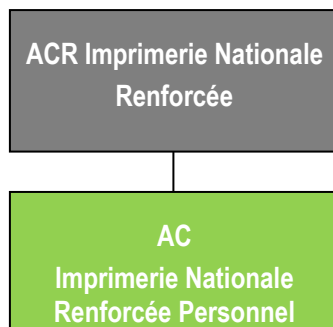 ACR Imprimerie Nationale
Renforcée
AC
Imprimerie Nationale
Renforcée Personnel